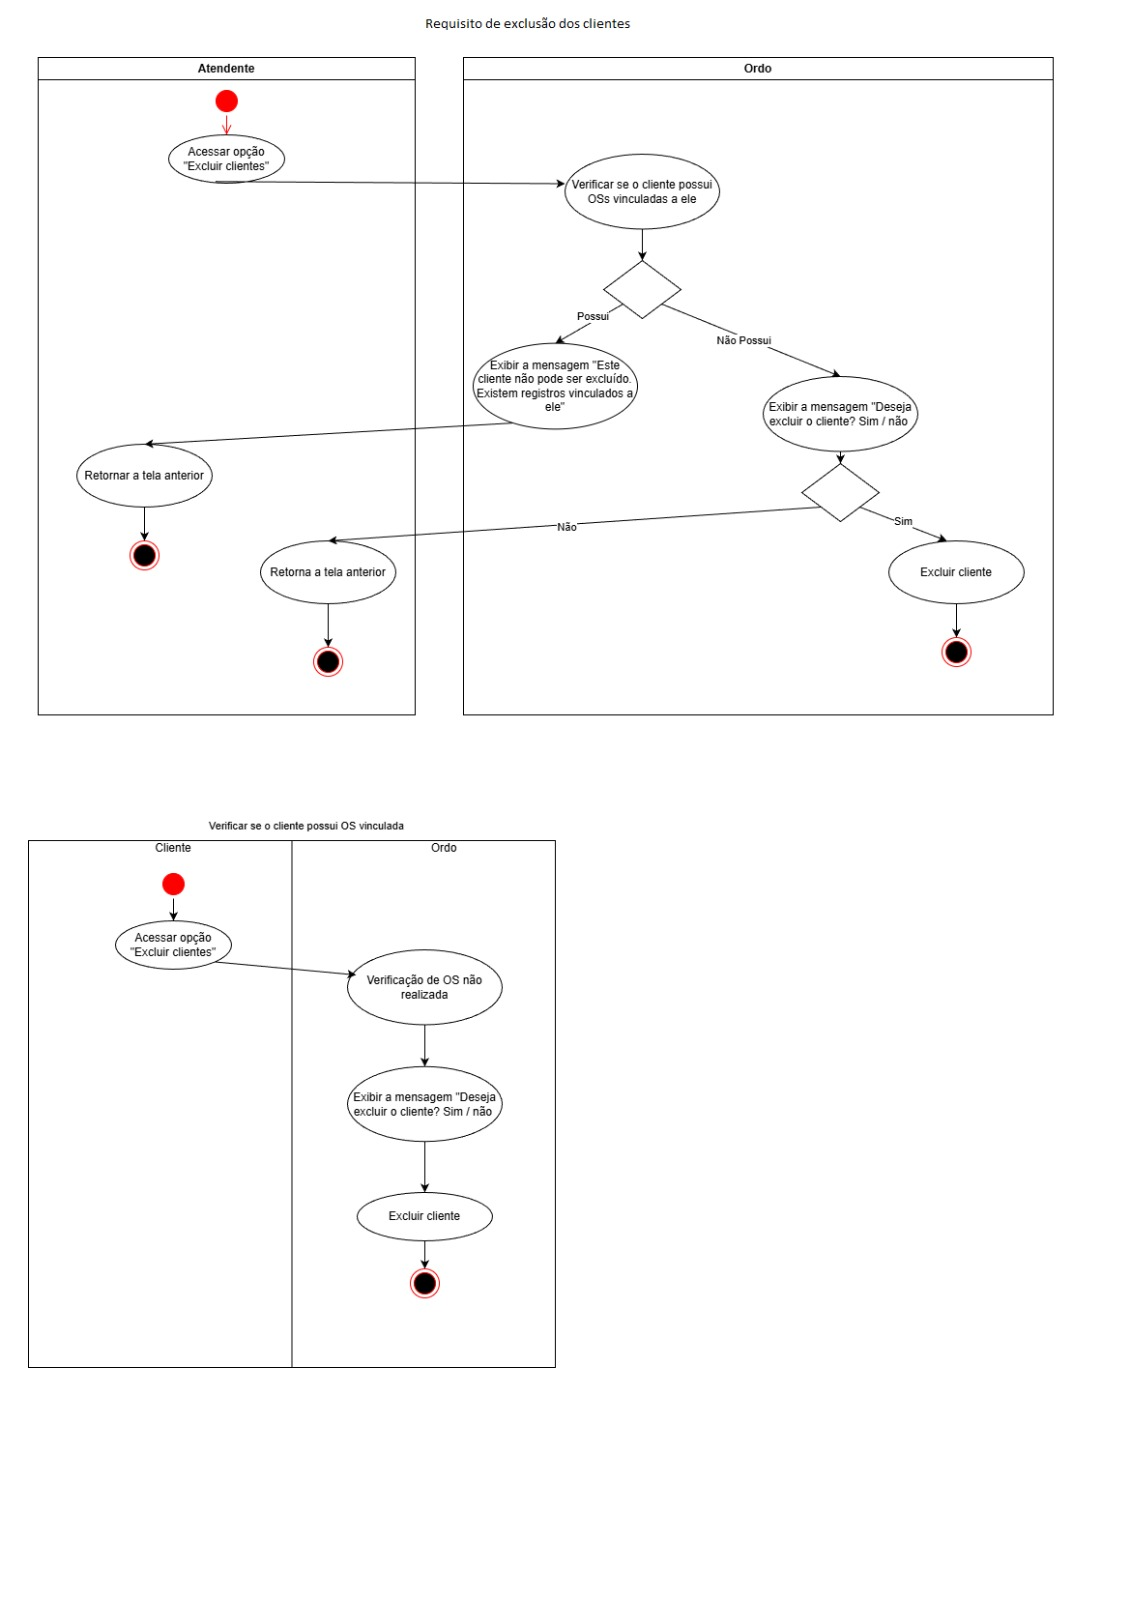 Requisito de exclusão dos clientes
Atendente
Ordo
Acessar opção
"Excluir clientes"
Verificar se o cliente possui
OSs vinculadas a ele
Possui
Não Possui
Exibir a mensagem "Este
cliente não pode ser excluído.
Existem registros vinculados a
ele"
Exibir a mensagem "Deseja
excluir o cliente? Sim / não
Retornar a tela anterior
Não
Sim
Retorna a tela anterior
Excluir cliente
Verificar se o cliente possui OS vinculada
Cliente
Ordo
Acessar opção
"Excluir clientes"
Verificação de OS não
realizada
Exibir a mensagem "Deseja
excluir o cliente? Sim / não
Excluir cliente